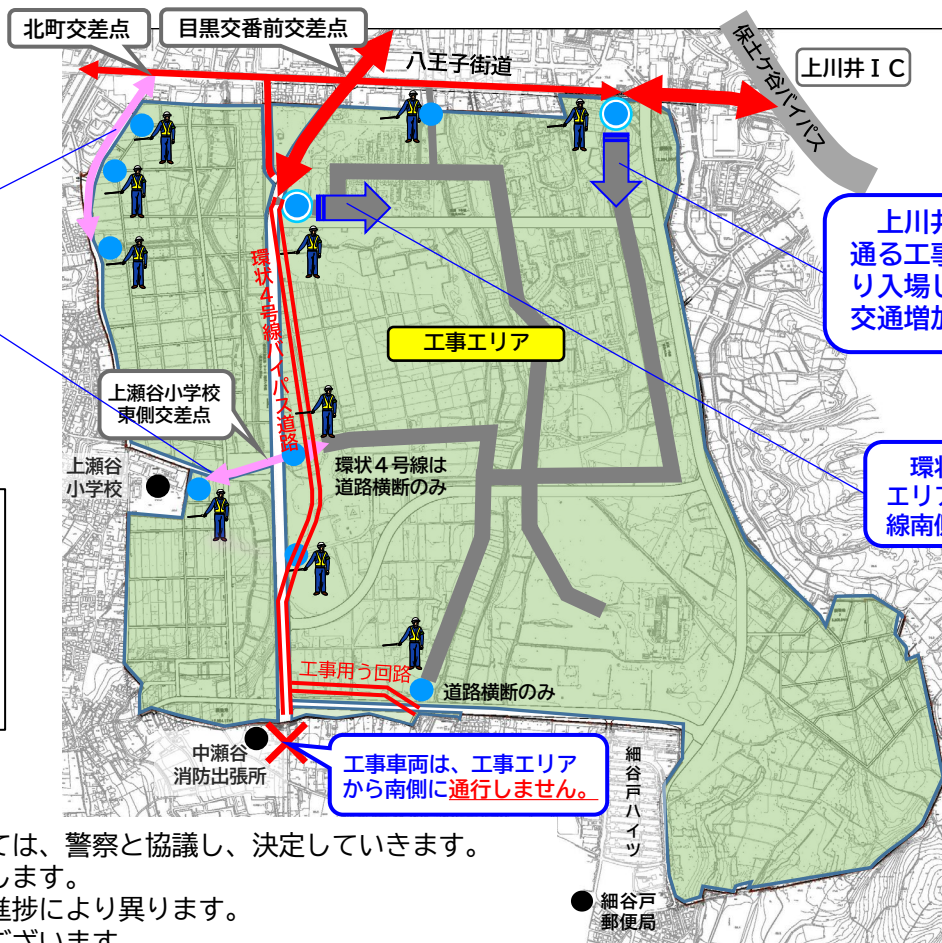 北町交差点
目黒交番前交差点
八王子街道
保土ケ谷バイパス
上川井ＩＣ
上川井
通る工事
り入場し
交通増加
環状４号線バイパス道路
工事エリア
上瀬谷小学校
東側交差点
上瀬谷
小学校
環状４号線は
道路横断のみ
環状
エリア
線南側
工事用う回路
道路横断のみ
中瀬谷
消防出張所
工事車両は、工事エリア
から南側に通行しません。
細谷戸ハイツ
ては、警察と協議し、決定していきます。
します。
進捗により異ります。
ございます
細谷戸
郵便局